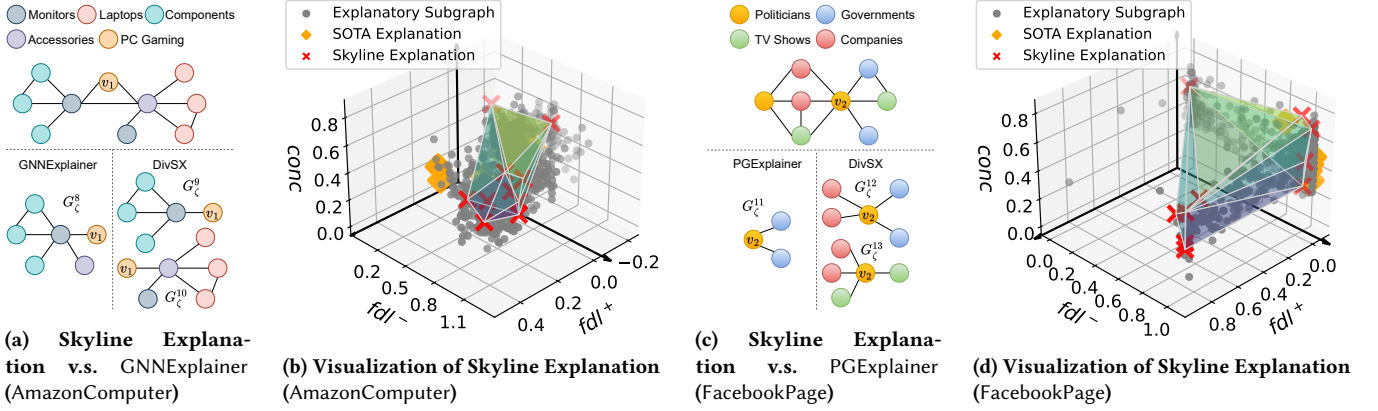 Monitors Laptops Components
Accessories PC Gaming
v₁
GNNExplainer
G⁸ζ
v₁
DivSX
G⁹ζ
v₁
v₁
G¹⁰ζ
(a) Skyline Explana-
tion v.s. GNNExplainer
(AmazonComputer)
Explanatory Subgraph
SOTA Explanation
Skyline Explanation
conc
0.8
0.6
0.4
0.2
0.0
0.2
0.5
0.8
1.1
fdl⁻
−0.2
0.0
0.2
0.4
fdl⁺
(b) Visualization of Skyline Explanation
(AmazonComputer)
Politicians Governments
TV Shows Companies
v₂
PGExplainer
G¹¹ζ
v₂
DivSX
G¹²ζ
v₂
G¹³ζ
v₂
(c) Skyline Explana-
tion v.s. PGExplainer
(FacebookPage)
Explanatory Subgraph
SOTA Explanation
Skyline Explanation
conc
0.8
0.6
0.4
0.2
0.0
0.0
0.2
0.4
0.6
0.8
1.0
fdl⁻
0.0
0.2
0.4
0.6
0.8
fdl⁺
(d) Visualization of Skyline Explanation
(FacebookPage)